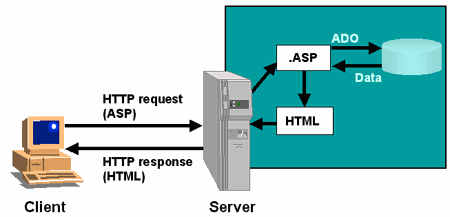 ADO
.ASP
Data
HTTP request
(ASP)
HTML
HTTP response
(HTML)
Client
Server